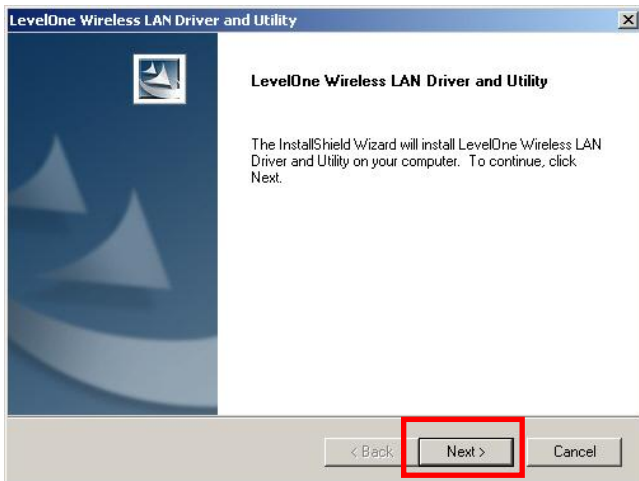 LevelOne Wireless LAN Driver and Utility
LevelOne Wireless LAN Driver and Utility
The InstallShield Wizard will install LevelOne Wireless LAN
Driver and Utility on your computer. To continue, click
Next.
< Back Next > Cancel